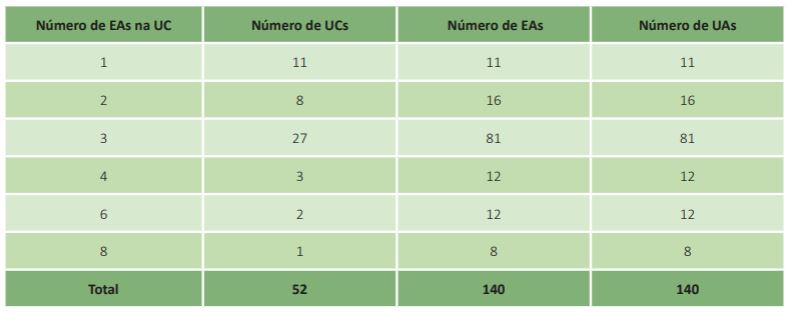 Número de EAs na UC Número de UCs Número de EAs Número de UAs
1 11 11 11
2 8 16 16
3 27 81 81
4 3 12 12
6 2 12 12
8 1 8 8
Total 52 140 140